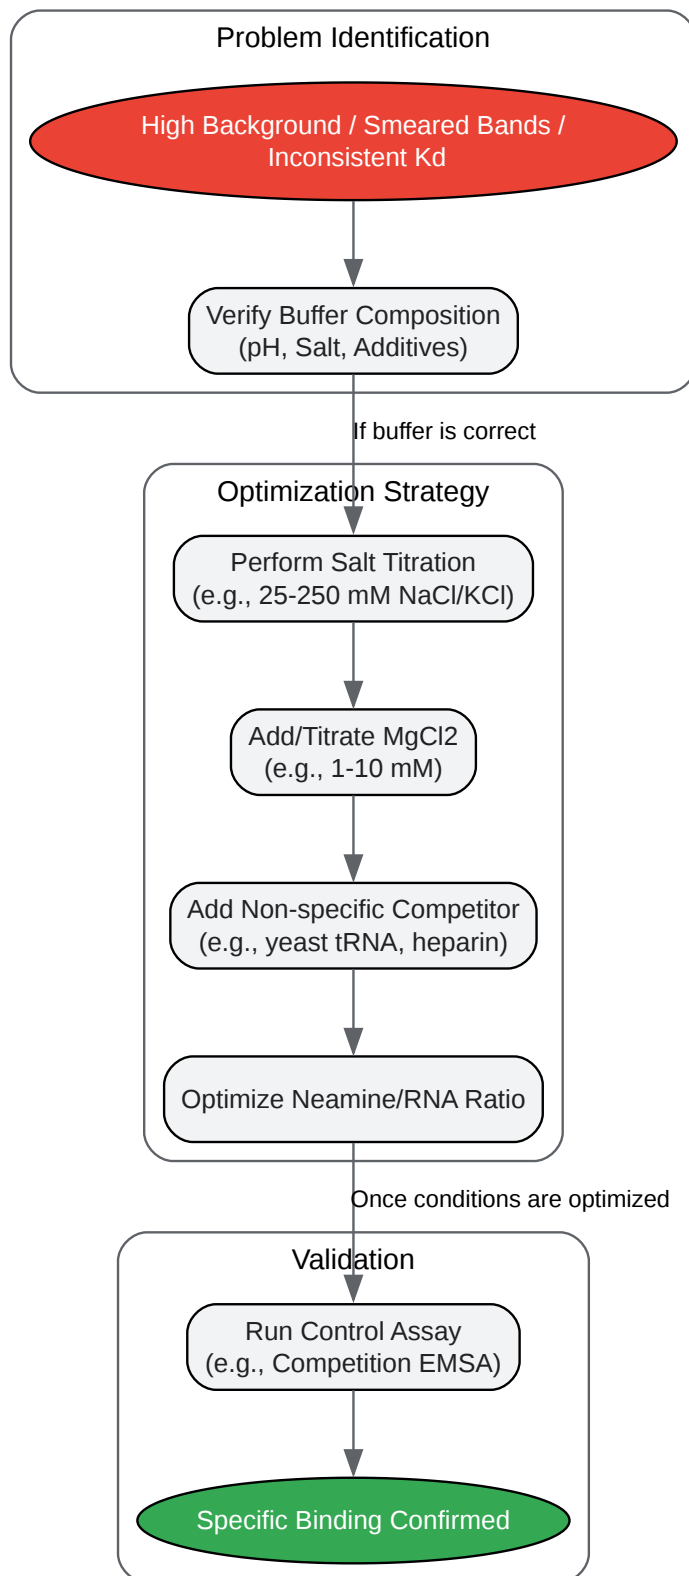 Problem Identification
High Background / Smeared Bands /
Inconsistent Kd
Verify Buffer Composition
(pH, Salt, Additives)
If buffer is correct
Optimization Strategy
Perform Salt Titration
(e.g., 25-250 mM NaCl/KCl)
Add/Titrate MgCl2
(e.g., 1-10 mM)
Add Non-specific Competitor
(e.g., yeast tRNA, heparin)
Optimize Neamine/RNA Ratio
Once conditions are optimized
Validation
Run Control Assay
(e.g., Competition EMSA)
Specific Binding Confirmed